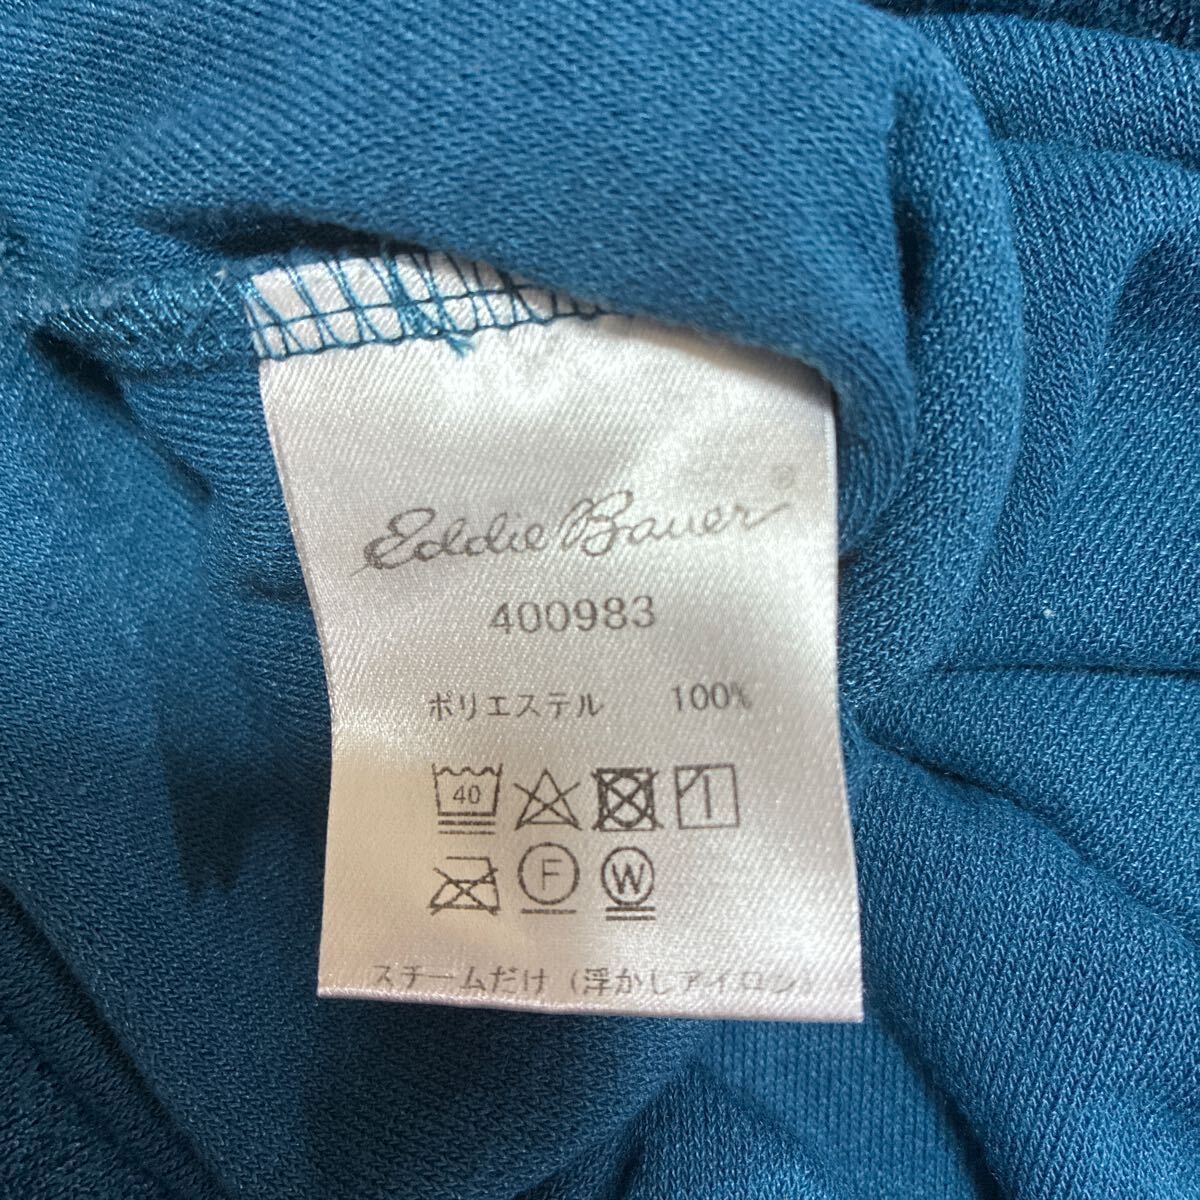 Eddie Bauer®
400983
ポリエステル 100%
40
F W
スチームだけ (浮かしアイロン)